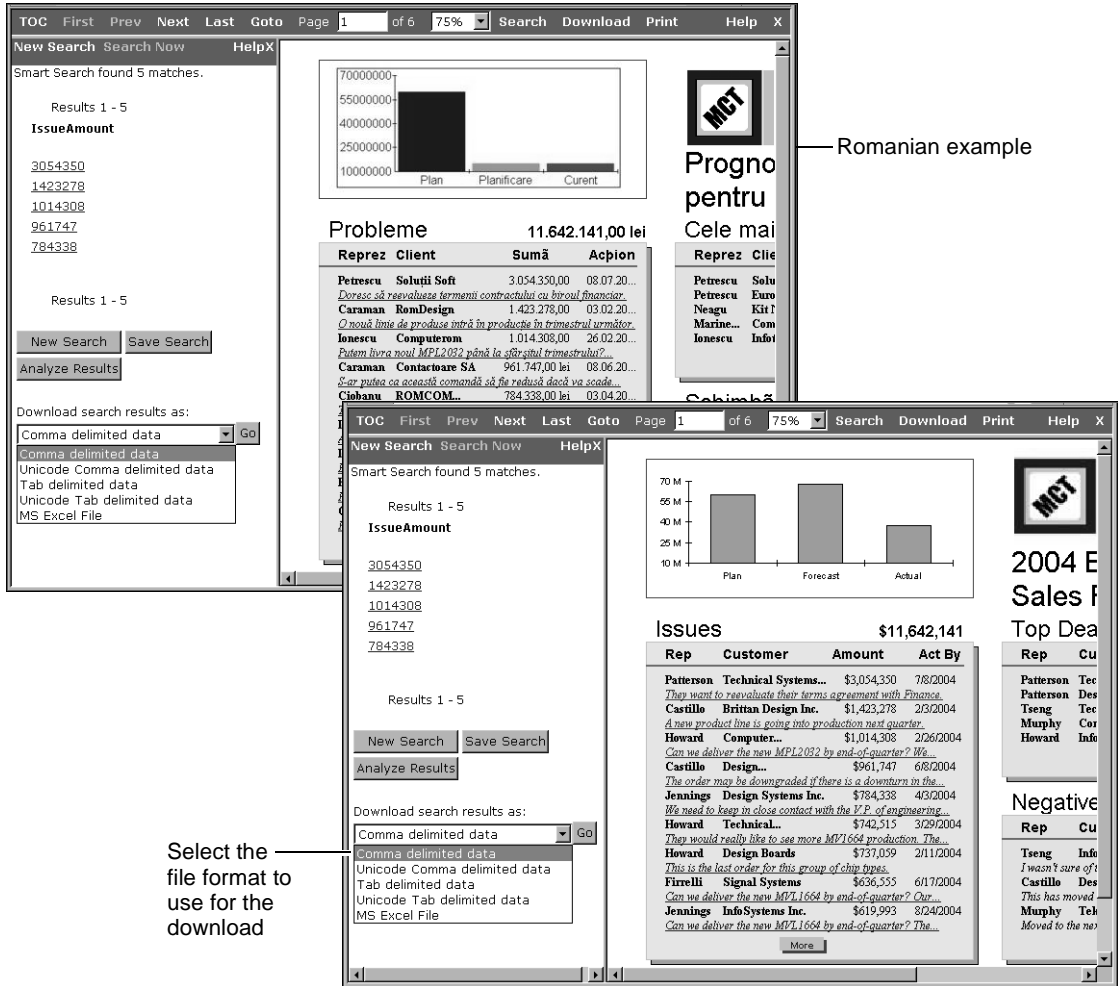 TOC First Prev Next Last Goto Page 1 of 6 75% Search Download Print Help X
New Search Search Now HelpX
Smart Search found 5 matches.
Results 1 - 5
IssueAmount
3054350
1423278
1014308
961747
784338
Results 1 - 5
New Search Save Search
Analyze Results
Download search results as:
Comma delimited data Go
Comma delimited data
Unicode Comma delimited data
Tab delimited data
Unicode Tab delimited data
MS Excel File
70000000
55000000
40000000
25000000
10000000
Plan Planificare Curent
MCT
Progno
pentru
Probleme 11.642.141,00 lei
Reprez Client Sumã Acþion
Petrescu Soluţii Soft 3.054.350,00 08.07.20...
Doresc să reevalueze termenii contractului cu biroul financiar.
Caraman RomDesign 1.423.278,00 03.02.20...
O nouă linie de produse intră în producţie în trimestrul următor.
Ionescu Computerom 1.014.308,00 26.02.20...
Putem livra noul MPL2032 până la sfârşitul trimestrului?...
Caraman Contactoare SA 961.747,00 lei 08.06.20...
S-ar putea ca această comandă să fie redusă dacă va scade...
Ciobanu ROMCOM... 784.338,00 lei 03.04.20...
Cele mai
Reprez Clie
Petrescu Solu
Petrescu Euro
Neagu Kit
Marine... Com
Ionescu
Schimbã
Romanian example
TOC First Prev Next Last Goto Page 1 of 6 75% Search Download Print Help X
New Search Search Now HelpX
Smart Search found 5 matches.
Results 1 - 5
IssueAmount
3054350
1423278
1014308
961747
784338
Results 1 - 5
New Search Save Search
Analyze Results
Download search results as:
Comma delimited data Go
Comma delimited data
Unicode Comma delimited data
Tab delimited data
Unicode Tab delimited data
MS Excel File
70 M
55 M
40 M
25 M
10 M
Plan Forecast Actual
MCT
2004 E
Sales F
Issues $11,642,141
Rep Customer Amount Act By
Patterson Technical Systems... $3,054,350 7/8/2004
They want to reevaluate their terms agreement with Finance.
Castillo Brittan Design Inc. $1,423,278 2/3/2004
A new product line is going into production next quarter.
Howard Computer... $1,014,308 2/26/2004
Can we deliver the new MPL2032 by end-of-quarter? We...
Castillo Design... $961,747 6/8/2004
The order may be downgraded if there is a downturn in the...
Jennings Design Systems Inc. $784,338 4/3/2004
We need to keep in close contact with the V.P. of engineering...
Howard Technical... $742,515 3/29/2004
They would really like to see more MV1664 production. The...
Howard Design Boards $737,059 2/11/2004
This is the last order for this group of chip types.
Firrelli Signal Systems $636,555 6/17/2004
Can we deliver the new MVL1664 by end-of-quarter? Our...
Jennings InfoSystems Inc. $619,993 8/24/2004
Can we deliver the new MVL1664 by end-of-quarter? The...
More
Top Dea
Rep Cu
Patterson Tec
Patterson Des
Tseng Tec
Murphy Con
Howard Info
Negative
Rep Cu
Tseng Info
I wasn't sure of t
Castillo Des
This has moved
Murphy Tek
Moved to the nex
Select the
file format to
use for the
download